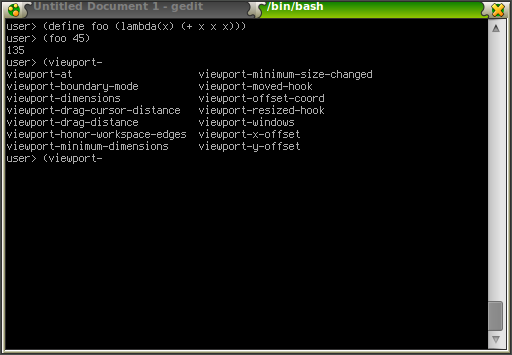 Untitled Document 1 - gedit
/bin/bash
user> (define foo (lambda(x) (+ x x x)))
user> (foo 45)
135
user> (viewport-
viewport-at viewport-minimum-size-changed
viewport-boundary-mode viewport-moved-hook
viewport-dimensions viewport-offset-coord
viewport-drag-cursor-distance viewport-resized-hook
viewport-drag-distance viewport-windows
viewport-honor-workspace-edges viewport-x-offset
viewport-minimum-dimensions viewport-y-offset
user> (viewport-